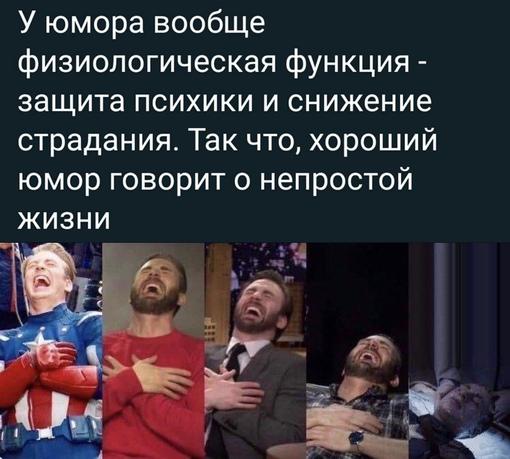 У юмора вообще
физиологическая функция -
защита психики и снижение
страдания. Так что, хороший
юмор говорит о непростой
жизни